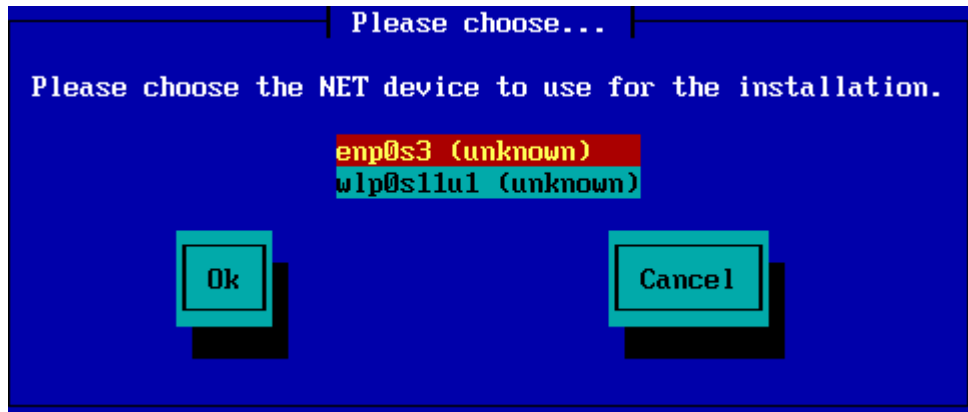 Please choose...
Please choose the NET device to use for the installation.
enp0s3 (unknown)
wlp0s11u1 (unknown)
Ok
Cancel